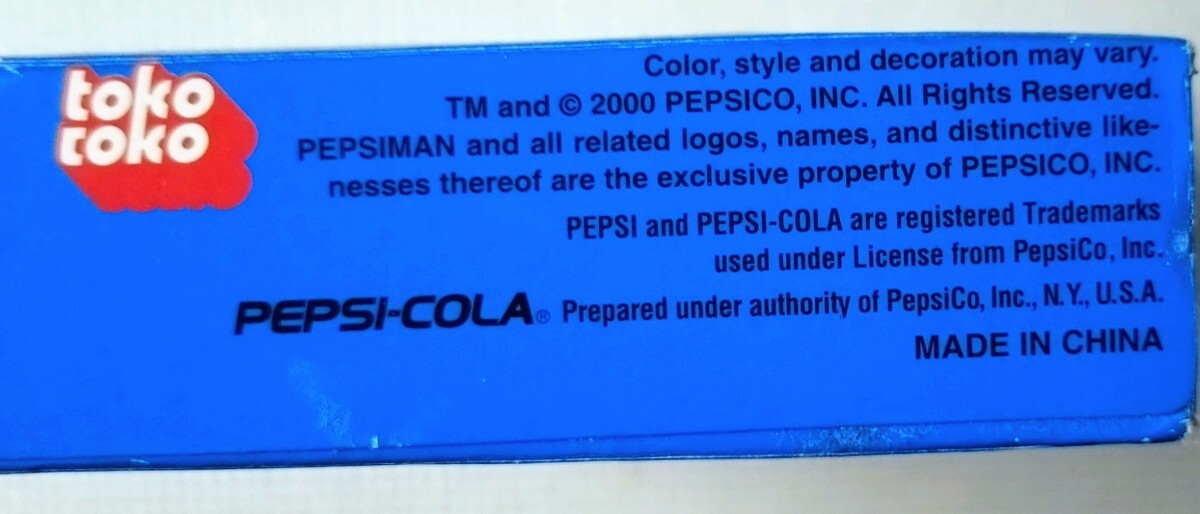 toko
toko
Color, style and decoration may vary.
TM and © 2000 PEPSICO, INC. All Rights Reserved.
PEPSIMAN and all related logos, names, and distinctive like-
nesses thereof are the exclusive property of PEPSICO, INC.
PEPSI and PEPSI-COLA are registered Trademarks
used under License from PepsiCo, Inc.
PEPSI-COLA® Prepared under authority of PepsiCo, Inc., N.Y., U.S.A.
MADE IN CHINA